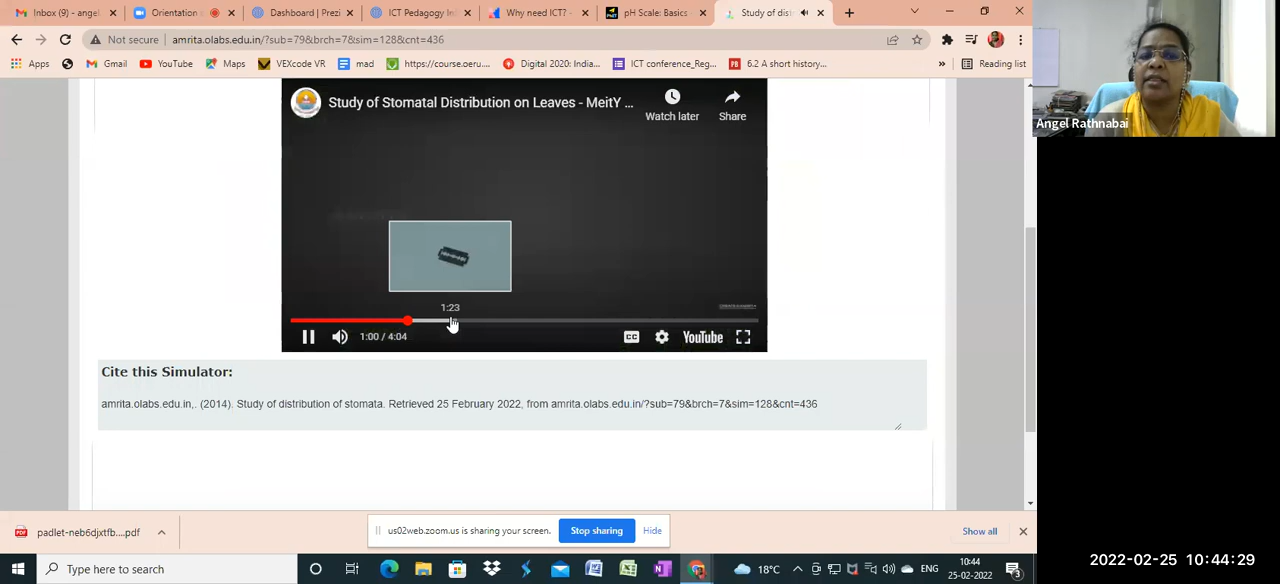 Inbox (9) - angel
Orientation o
Dashboard | Prezi
ICT Pedagogy In
Why need ICT? -
pH Scale: Basics -
Study of dist
Not secure | amrita.olabs.edu.in/?sub=79&brch=7&sim=128&cnt=436
Apps
Gmail
YouTube
Maps
VEXcode VR
mad
https://couseru....
Digital 2020: India...
ICT conference_Reg...
6.2 A short history...
»
Reading list
Study of Stomatal Distribution on Leaves - MeitY ...
Watch later
Share
Angel Rathnabai
1:23
1:00 / 4:04
CC
YouTube
Cite this Simulator:
amrita.olabs.edu.in,. (2014). Study of distribution of stomata. Retrieved 25 February 2022, from amrita.olabs.edu.in/?sub=79&brch=7&sim=128&cnt=436
padlet-neb6djxtfb....pdf
us02web.zoom.us is sharing your screen.
Stop sharing
Hide
Show all
Type here to search
18°C
ENG
10:44
25-02-2022
3
2022-02-25 10:44:29